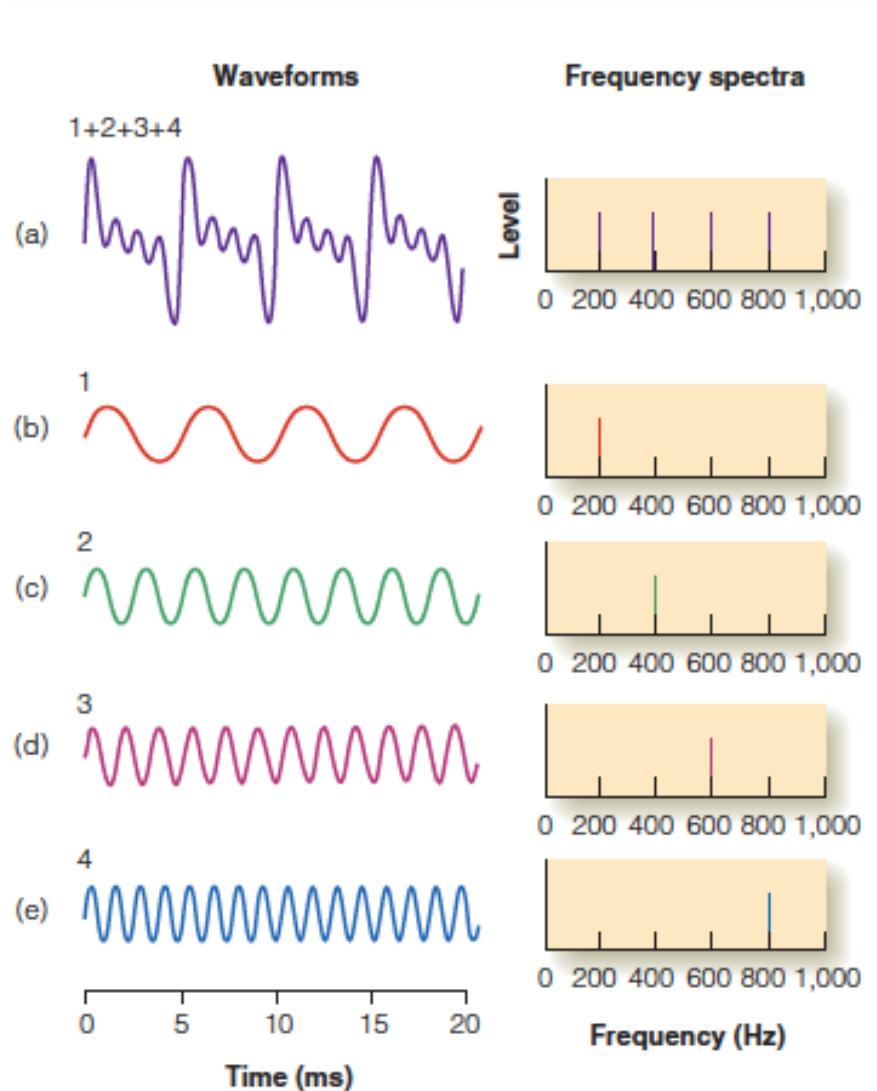 Waveforms
Frequency spectra
1+2+3+4
(a)
Level
0 200 400 600 800 1,000
1
(b)
0 200 400 600 800 1,000
2
(c)
0 200 400 600 800 1,000
3
(d)
0 200 400 600 800 1,000
4
(e)
0 200 400 600 800 1,000
0 5 10 15 20
Time (ms)
Frequency (Hz)